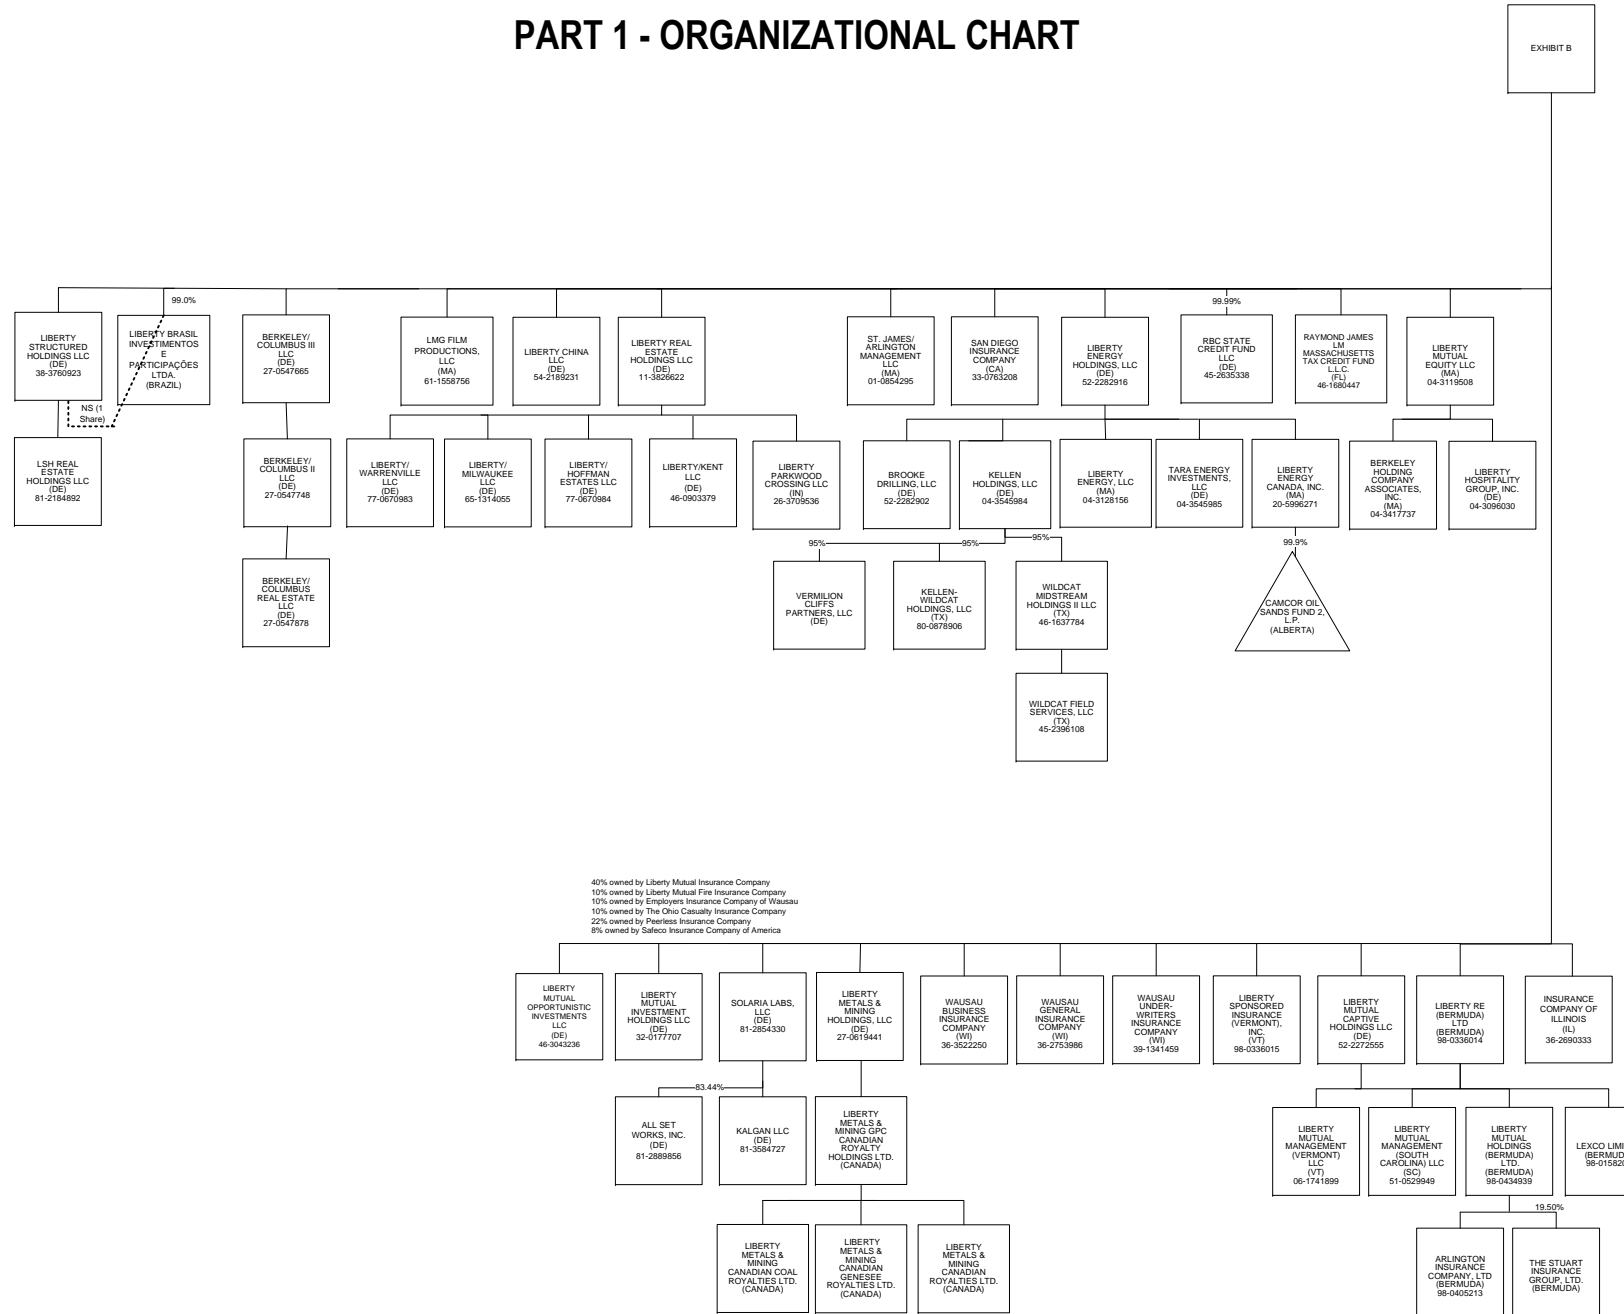 PART 1 - ORGANIZATIONAL CHART
EXHIBIT B
99.0%
99.99%
LIBERTY
STRUCTURED
HOLDINGS LLC
(DE)
38-3760923
LIBERTY BRASIL
INVESTIMENTOS
E
PARTICIPAÇÕES
LTDA.
(BRAZIL)
BERKELEY/
COLUMBUS III
LLC
(DE)
27-0547665
LMG FILM
PRODUCTIONS,
LLC
(MA)
61-1558756
LIBERTY CHINA
LLC
(DE)
54-2189231
LIBERTY REAL
ESTATE
HOLDINGS LLC
(DE)
11-3826622
ST. JAMES/
ARLINGTON
MANAGEMENT
LLC
(MA)
01-0854295
SAN DIEGO
INSURANCE
COMPANY
(CA)
33-0763208
LIBERTY
ENERGY
HOLDINGS, LLC
(DE)
52-2282916
RBC STATE
CREDIT FUND
LLC
(DE)
45-2635338
RAYMOND JAMES
LM
MASSACHUSETTS
TAX CREDIT FUND
L.L.C.
(FL)
46-1680447
LIBERTY
MUTUAL
EQUITY LLC
(MA)
04-3119508
NS (1
Share)
LSH REAL
ESTATE
HOLDINGS LLC
(DE)
81-2184892
BERKELEY/
COLUMBUS II
LLC
(DE)
27-0547748
LIBERTY/
WARRENVILLE
LLC
(DE)
77-0670983
LIBERTY/
MILWAUKEE
LLC
(DE)
65-1314055
LIBERTY/
HOFFMAN
ESTATES LLC
(DE)
77-0670984
LIBERTY/KENT
LLC
(DE)
46-0903379
LIBERTY
PARKWOOD
CROSSING LLC
(IN)
26-3709536
BROOKE
DRILLING, LLC
(DE)
52-2282902
KELLEN
HOLDINGS, LLC
(DE)
04-3545984
LIBERTY
ENERGY, LLC
(MA)
04-3128156
TARA ENERGY
INVESTMENTS,
LLC
(DE)
04-3545985
LIBERTY
ENERGY
CANADA, INC.
(MA)
20-5996271
BERKELEY
HOLDING
COMPANY
ASSOCIATES,
INC.
(MA)
04-3417737
LIBERTY
HOSPITALITY
GROUP, INC.
(DE)
04-3096030
95%
95%
95%
99.9%
BERKELEY/
COLUMBUS
REAL ESTATE
LLC
(DE)
27-0547878
VERMILION
CLIFFS
PARTNERS, LLC
(DE)
KELLEN-
WILDCAT
HOLDINGS, LLC
(TX)
80-0878906
WILDCAT
MIDSTREAM
HOLDINGS II LLC
(TX)
46-1637784
CAMCOR OIL
SANDS FUND 2,
L.P.
(ALBERTA)
WILDCAT FIELD
SERVICES, LLC
(TX)
45-2396108
40% owned by Liberty Mutual Insurance Company
10% owned by Liberty Mutual Fire Insurance Company
10% owned by Employers Insurance Company of Wausau
10% owned by The Ohio Casualty Insurance Company
22% owned by Peerless Insurance Company
8% owned by Safeco Insurance Company of America
LIBERTY
MUTUAL
OPPORTUNISTIC
INVESTMENTS
LLC
(DE)
46-3043236
LIBERTY
MUTUAL
INVESTMENT
HOLDINGS LLC
(DE)
32-0177707
SOLARIA LABS,
LLC
(DE)
81-2854330
LIBERTY
METALS &
MINING
HOLDINGS, LLC
(DE)
27-0619441
WAUSAU
BUSINESS
INSURANCE
COMPANY
(WI)
36-3522250
WAUSAU
GENERAL
INSURANCE
COMPANY
(WI)
36-2753986
WAUSAU
UNDER-
WRITERS
INSURANCE
COMPANY
(WI)
39-1341459
LIBERTY
SPONSORED
INSURANCE
(VERMONT),
INC.
(VT)
98-0336015
LIBERTY
MUTUAL
CAPTIVE
HOLDINGS LLC
(DE)
52-2272555
LIBERTY RE
(BERMUDA)
LTD
(BERMUDA)
98-0336014
INSURANCE
COMPANY OF
ILLINOIS
(IL)
36-2690333
83.44%
ALL SET
WORKS, INC.
(DE)
81-2889856
KALGAN LLC
(DE)
81-3584727
LIBERTY
METALS &
MINING GPC
CANADIAN
ROYALTY
HOLDINGS LTD.
(CANADA)
LIBERTY
MUTUAL
MANAGEMENT
(VERMONT)
LLC
(VT)
06-1741899
LIBERTY
MUTUAL
MANAGEMENT
(SOUTH
CAROLINA) LLC
(SC)
51-0529949
LIBERTY
MUTUAL
HOLDINGS
(BERMUDA)
LTD.
(BERMUDA)
98-0434939
LEXCO LIMI
(BERMUD
98-015820
19.50%
LIBERTY
METALS &
MINING
CANADIAN COAL
ROYALTIES LTD.
(CANADA)
LIBERTY
METALS &
MINING
CANADIAN
GENESEE
ROYALTIES LTD.
(CANADA)
LIBERTY
METALS &
MINING
CANADIAN
ROYALTIES LTD.
(CANADA)
ARLINGTON
INSURANCE
COMPANY, LTD
(BERMUDA)
98-0405213
THE STUART
INSURANCE
GROUP, LTD.
(BERMUDA)